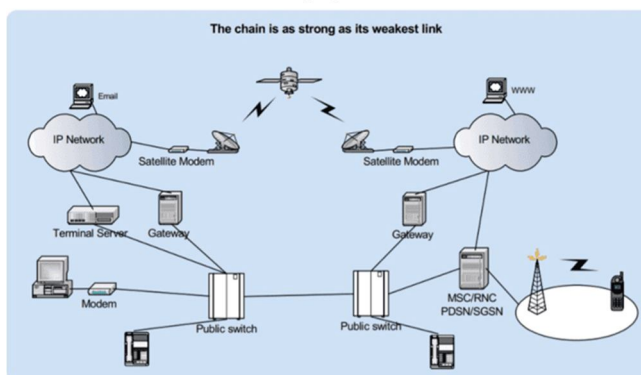 The chain is as strong as its weakest link
Email
WWW
IP Network
IP Network
Satellite Modem
Satellite Modem
Terminal Server
Gateway
Gateway
Modem
MSC/RNC
PDSN/SGSN
Public switch
Public switch